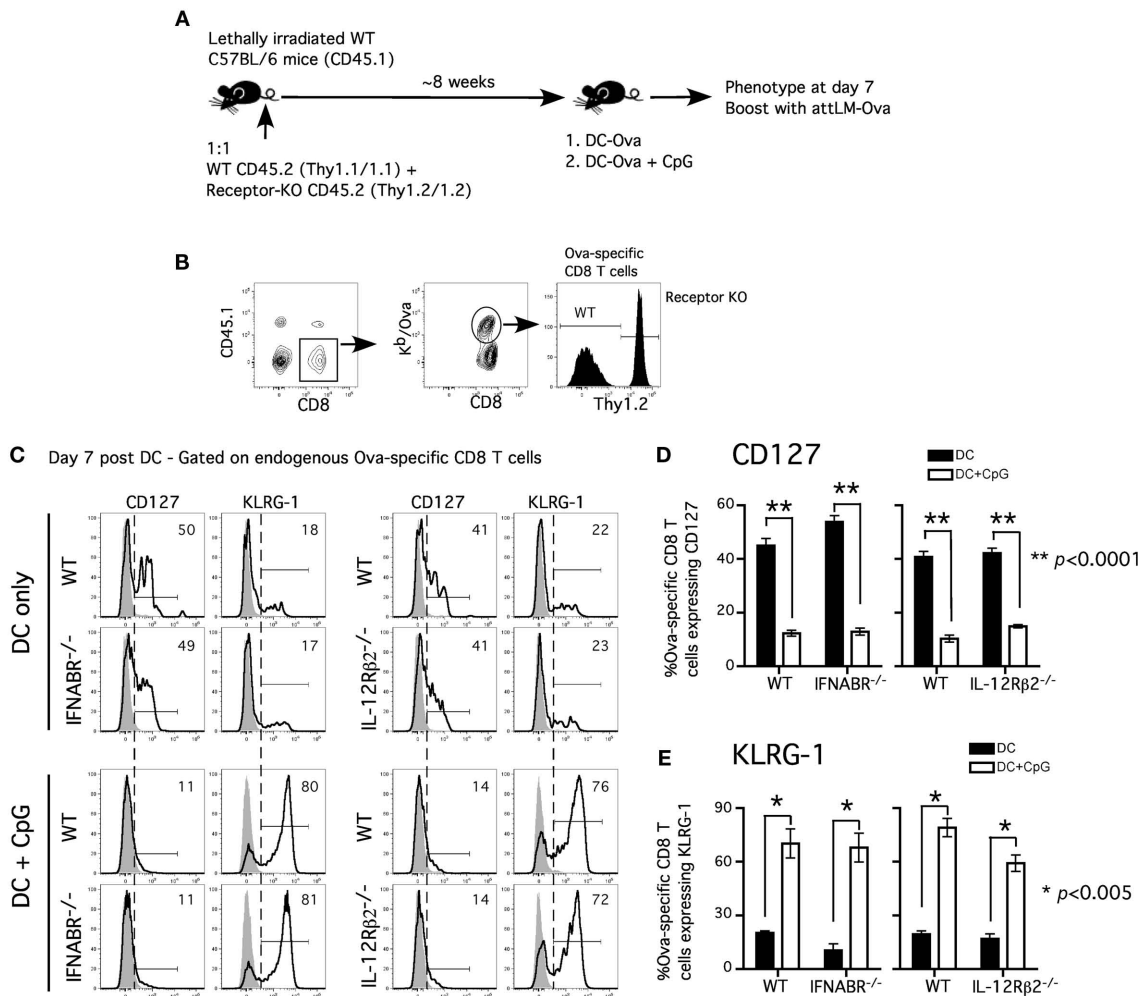 A
Lethally irradiated WT
C57BL/6 mice (CD45.1)
~8 weeks
Phenotype at day 7
Boost with attLM-Ova
1:1
WT CD45.2 (Thy1.1/1.1) +
Receptor-KO CD45.2 (Thy1.2/1.2)
1. DC-Ova
2. DC-Ova + CpG
B
CD45.1
CD8
Kb/Ova
CD8
Ova-specific
CD8 T cells
WT
Receptor KO
150
100
50
0
Thy1.2
C Day 7 post DC - Gated on endogenous Ova-specific CD8 T cells
CD127 KLRG-1 CD127 KLRG-1
DC only
WT
50
18
WT
41
22
IFNABR-/-
49
17
IL-12Rβ2-/-
41
23
DC + CpG
WT
11
80
WT
14
76
IFNABR-/-
11
81
IL-12Rβ2-/-
14
72
D CD127
DC
DC+CpG
%Ova-specific CD8 T
cells expressing CD127
60
40
20
0
** ** ** **
** p<0.0001
WT IFNABR-/- WT IL-12Rβ2-/-
E KLRG-1
DC
DC+CpG
%Ova-specific CD8 T
cells expressing KLRG-1
90
60
30
0
* * * *
* p<0.005
WT IFNABR-/- WT IL-12Rβ2-/-